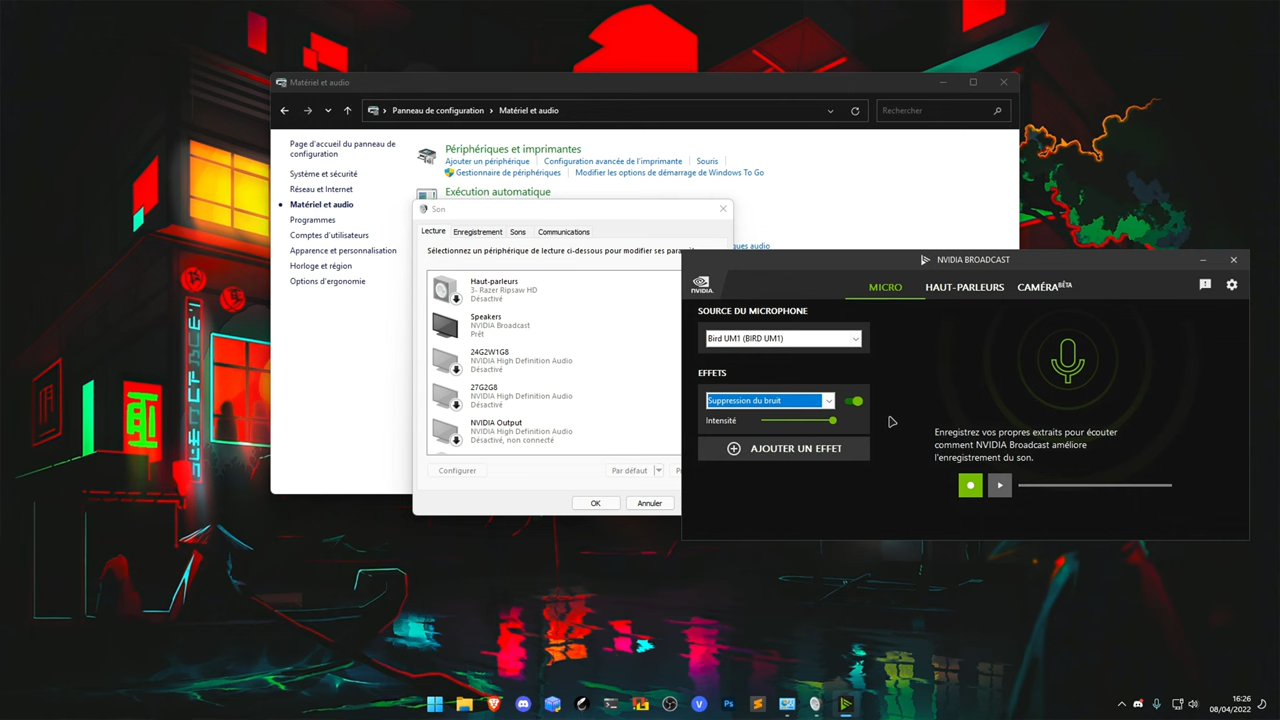 Matériel et audio
Panneau de configuration › Matériel et audio
Rechercher
Page d'accueil du panneau de
configuration
Système et sécurité
Réseau et Internet
Matériel et audio
Programmes
Comptes d'utilisateurs
Apparence et personnalisation
Horloge et région
Options d'ergonomie
Périphériques et imprimantes
Ajouter un périphérique
Configuration avancée de l'imprimante
Souris
Gestionnaire de périphériques
Modifier les options de démarrage de Windows To Go
Exécution automatique
ques audio
Son
Lecture
Enregistrement
Sons
Communications
Sélectionnez un périphérique de lecture ci-dessous pour modifier ses para
Haut-parleurs
3- Razer Ripsaw HD
Désactivé
Speakers
NVIDIA Broadcast
Prêt
24G2W1G8
NVIDIA High Definition Audio
Désactivé
27G2G8
NVIDIA High Definition Audio
Désactivé
NVIDIA Output
NVIDIA High Definition Audio
Désactivé, non connecté
Configurer
Par défaut
OK
Annuler
NVIDIA BROADCAST
NVIDIA.
MICRO
HAUT-PARLEURS
CAMÉRA BÊTA
SOURCE DU MICROPHONE
Bird UM1 (BIRD UM1)
EFFETS
Suppression du bruit
Intensité
AJOUTER UN EFFET
Enregistrez vos propres extraits pour écouter
comment NVIDIA Broadcast améliore
l'enregistrement du son.
Ps
16:26
08/04/2022